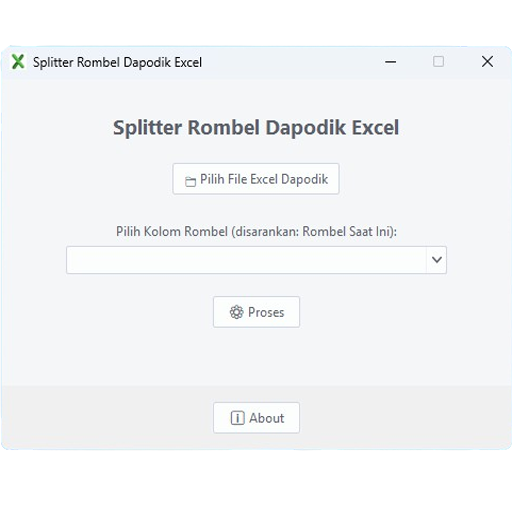 Splitter Rombel Dapodik Excel
Splitter Rombel Dapodik Excel
Pilih File Excel Dapodik
Pilih Kolom Rombel (disarankan: Rombel Saat Ini):
Proses
About